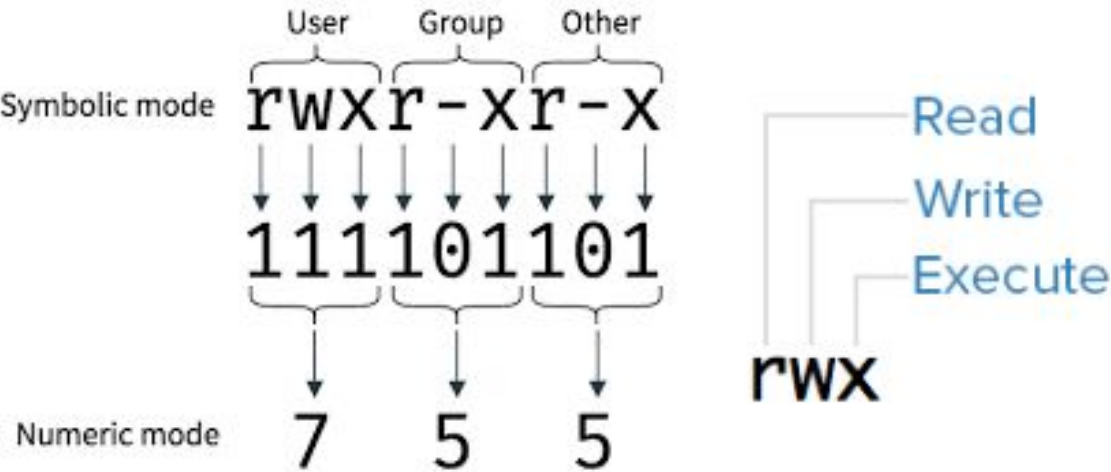 User Group Other
Symbolic mode rwxr-xr-x
111101101
Numeric mode 7 5 5
Read
Write
Execute
rwx